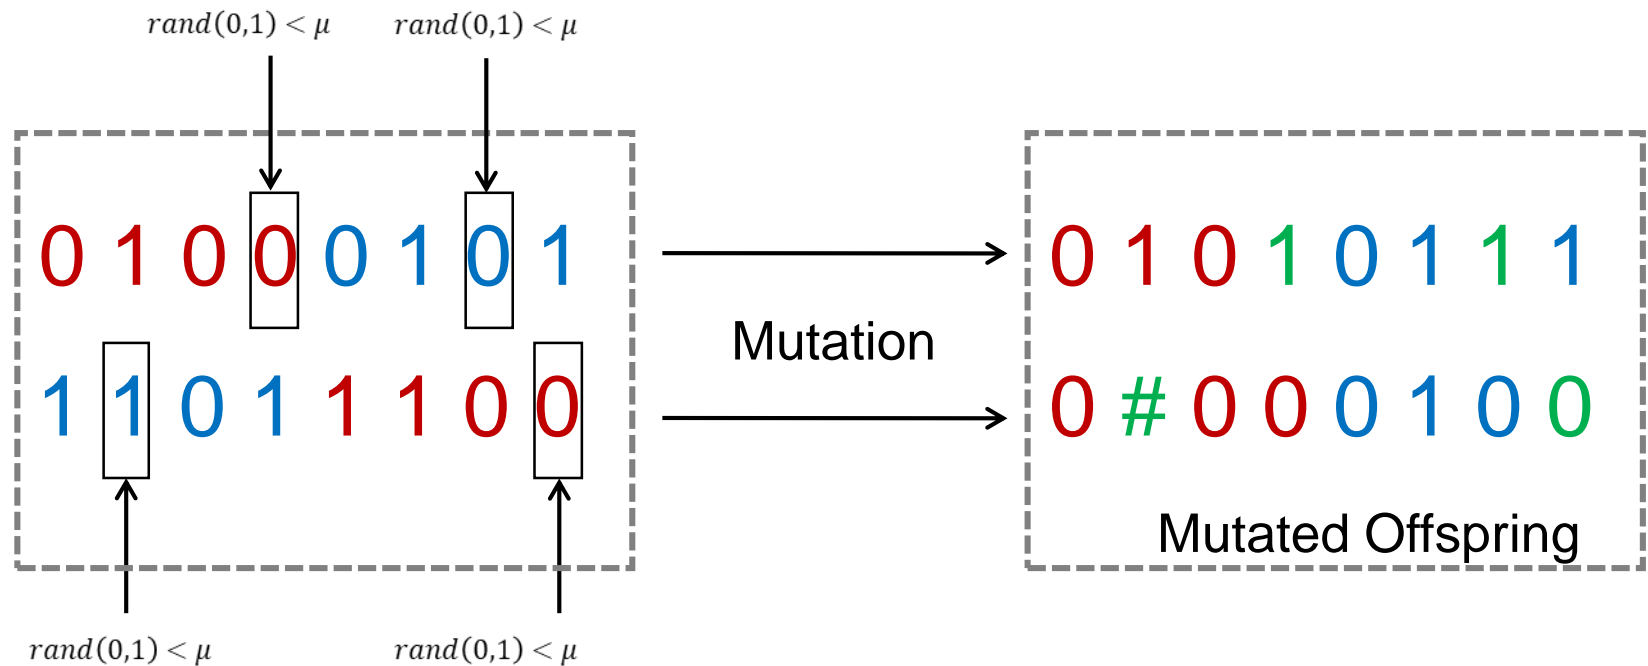 rand(0,1) < μ rand(0,1) < μ
0 1 0 0 0 1 0 1
0 1 0 1 0 1 1 1
Mutation
1 1 0 1 1 1 0 0
0 # 0 0 0 1 0 0
Mutated Offspring
rand(0,1) < μ rand(0,1) < μ